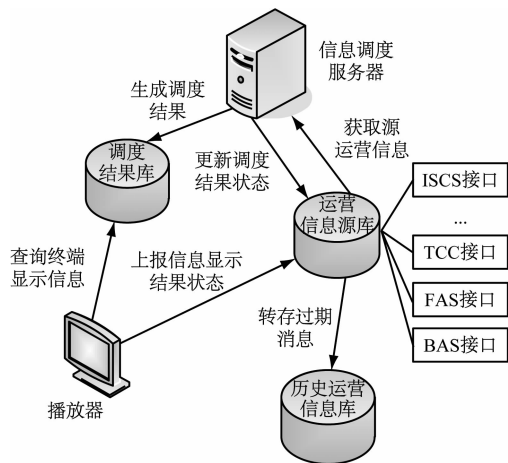 信息调度
服务器
生成调度
结果
获取源
运营信息
调度
结果库
更新调度
结果状态
ISCS接口
...
运营
信息源库
TCC接口
查询终端
显示信息
上报信息显示
结果状态
FAS接口
转存过期
消息
BAS接口
播放器
历史运营
信息库